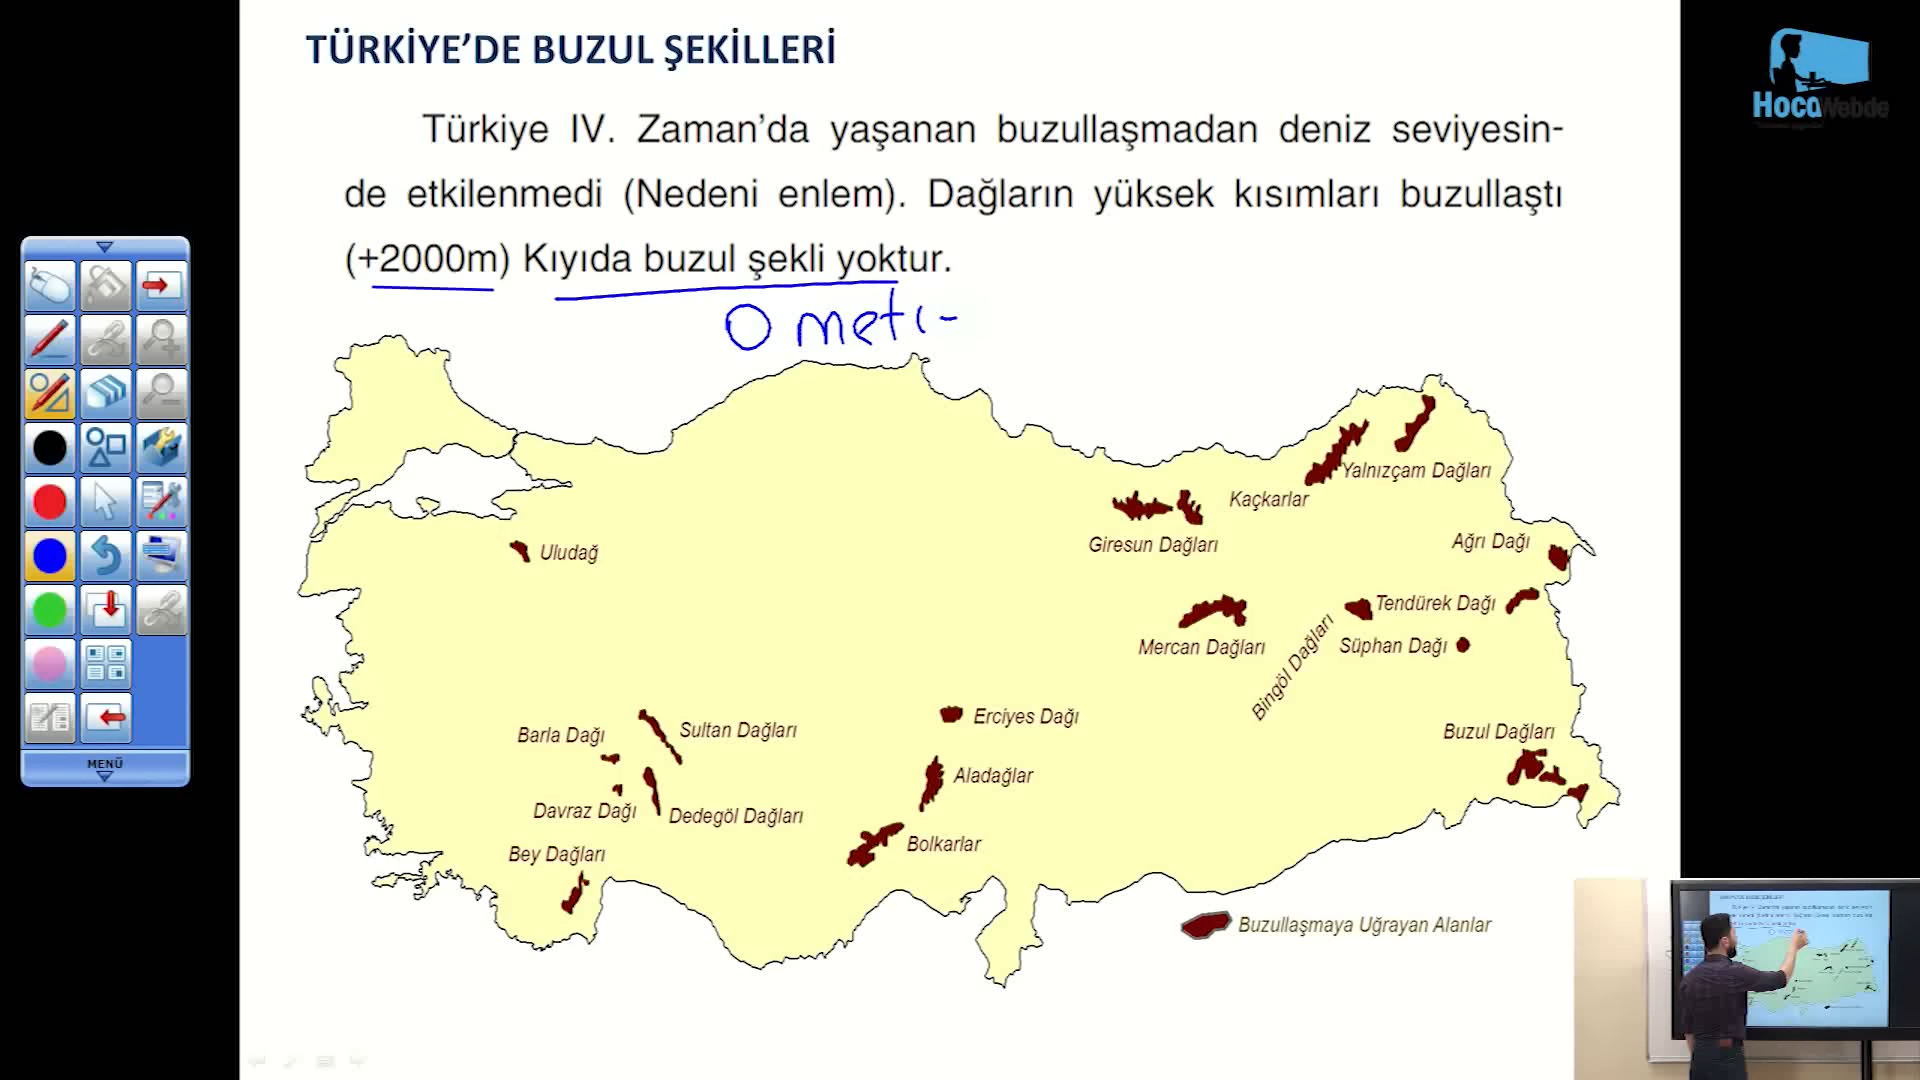 TÜRKİYE'DE BUZUL ŞEKİLLERİ
HocaWebde
Türkiye IV. Zaman'da yaşanan buzullaşmadan deniz seviyesin-
de etkilenmedi (Nedeni enlem). Dağların yüksek kısımları buzullaştı
(+2000m) Kıyıda buzul şekli yoktur.
0 met
Yalnızçam Dağları
Kaçkarlar
Giresun Dağları
Ağrı Dağı
Uludağ
Tendürek Dağı
Mercan Dağları
Süphan Dağı
Bingöl Dağları
Erciyes Dağı
Sultan Dağları
Barla Dağı
Buzul Dağları
Aladağlar
Davraz Dağı
Dedegöl Dağları
Bolkarlar
Bey Dağları
Buzullaşmaya Uğrayan Alanlar
MENÜ